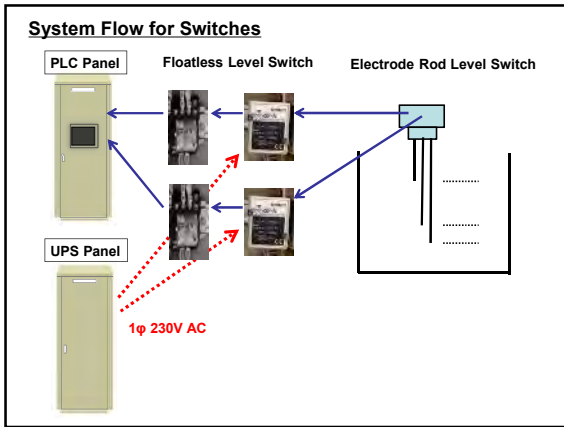 System Flow for Switches
PLC Panel
Floatless Level Switch
Electrode Rod Level Switch
UPS Panel
1φ 230V AC